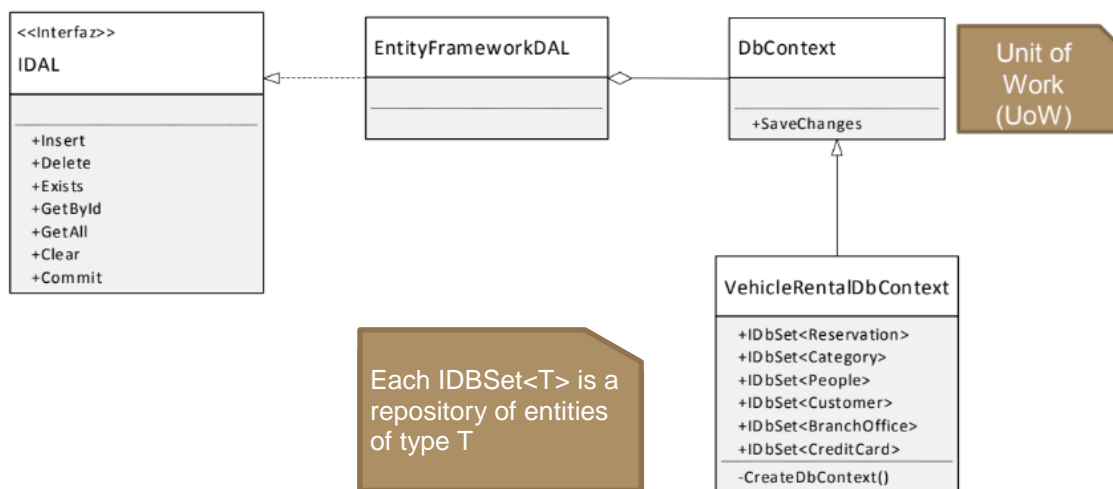 <<Interfaz>>
IDAL
+Insert
+Delete
+Exists
+GetById
+GetAll
+Clear
+Commit
EntityFrameworkDAL
DbContext
+SaveChanges
Unit of
Work
(UoW)
VehicleRentalDbContext
+IDbSet<Reservation>
+IDbSet<Category>
+IDbSet<People>
+IDbSet<Customer>
+IDbSet<BranchOffice>
+IDbSet<CreditCard>
-CreateDbContext()
Each IDBSet<T> is a
repository of entities
of type T